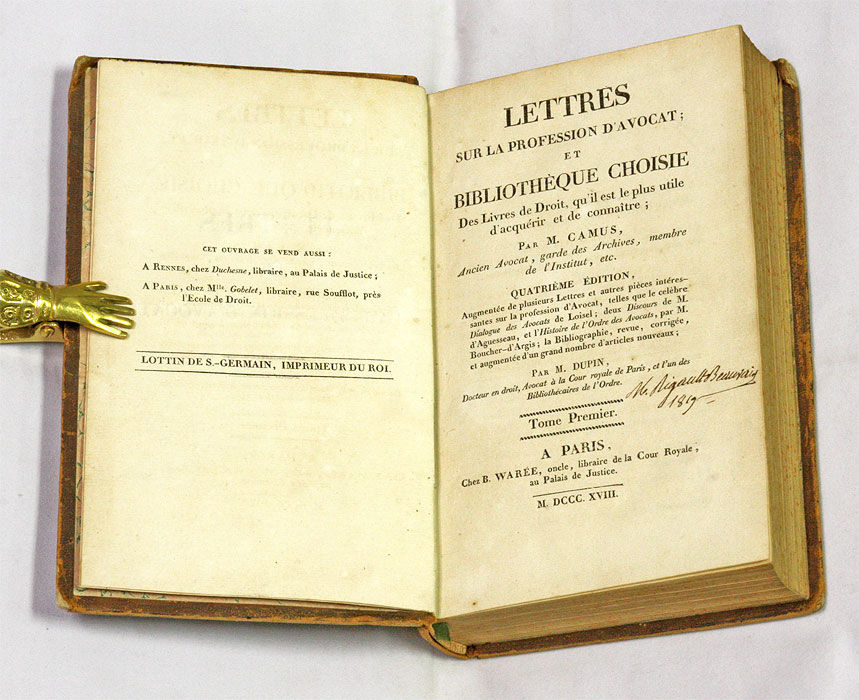 CET OUVRAGE SE VEND AUSSI :
A RENNES, chez Duchesne, libraire, au Palais de Justice ;
A PARIS, chez Mlle. Gobelet, libraire, rue Soufflot, près
l'Ecole de Droit.
LOTTIN DE S.-GERMAIN, IMPRIMEUR DU ROI.
LETTRES
SUR LA PROFESSION D'AVOCAT ;
ET
BIBLIOTHÈQUE CHOISIE
Des Livres de Droit, qu'il est le plus utile
d'acquérir et de connaître ;
PAR M. CAMUS,
Ancien Avocat, garde des Archives, membre
de l'Institut, etc.
QUATRIÈME ÉDITION,
Augmentée de plusieurs Lettres et autres pièces intéres-
santes sur la profession d'Avocat, telles que le célèbre
Dialogue des Avocats de Loisel ; deux Discours de M.
d'Aguesseau, et l'Histoire de l'Ordre des Avocats, par M.
Boucher-d'Argis ; la Bibliographie, revue, corrigée,
et augmentée d'un grand nombre d'articles nouveaux ;
PAR M. DUPIN,
Docteur en droit, Avocat à la Cour royale de Paris, et l'un des
Bibliothécaires de l'Ordre.
Rigault Beauvais
1819
Tome Premier.
A PARIS,
Chez B. WARÉE, oncle, libraire de la Cour Royale,
au Palais de Justice.
M. DCCC. XVIII.